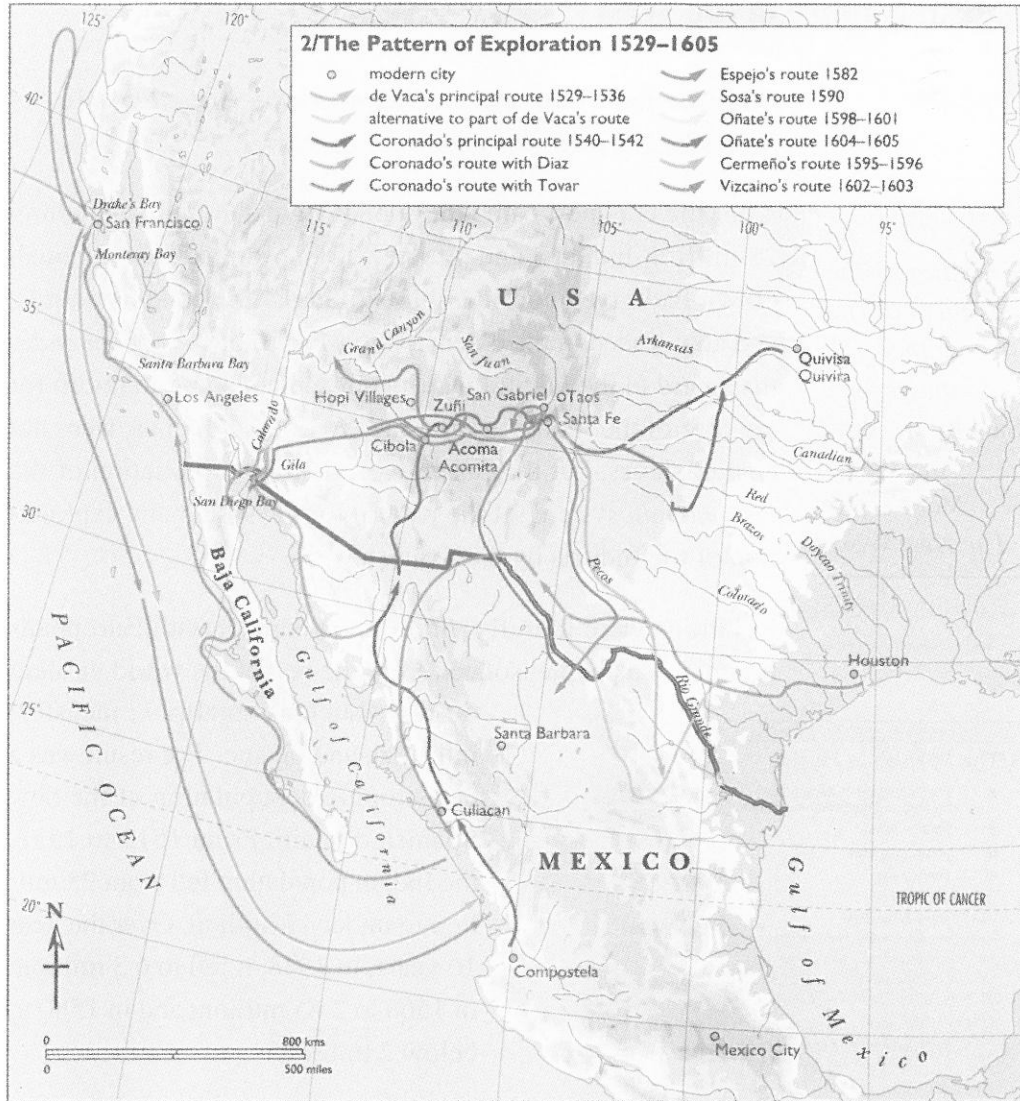 125°
120°
2/The Pattern of Exploration 1529–1605
modern city
de Vaca's principal route 1529–1536
alternative to part of de Vaca's route
Coronado's principal route 1540–1542
Coronado's route with Diaz
Coronado's route with Tovar
Espejo's route 1582
Sosa's route 1590
Oñate's route 1598–1601
Oñate's route 1604–1605
Cermeño's route 1595–1596
Vizcaino's route 1602–1603
40°
Drake's Bay
San Francisco
Monteray Bay
115°
110°
105°
100°
95°
35°
U S A
Grand Canyon
San Juan
Arkansas
Quivisa
Quivira
Santa Barbara Bay
Los Angeles
Hopi Villages
Zuñi
San Gabriel
Taos
Santa Fe
Colorado
Cibola
Acoma
Acomita
Canadian
Gila
San Diego Bay
Red
Brazos
Daycao Trinity
30°
Pecos
Colorado
Baja California
Houston
PACIFIC OCEAN
Gulf of California
Rio Grande
25°
Santa Barbara
Culiacan
MEXICO
Gulf of Mexico
TROPIC OF CANCER
20°
N
Compostela
Mexico City
0
800 kms
0
500 miles